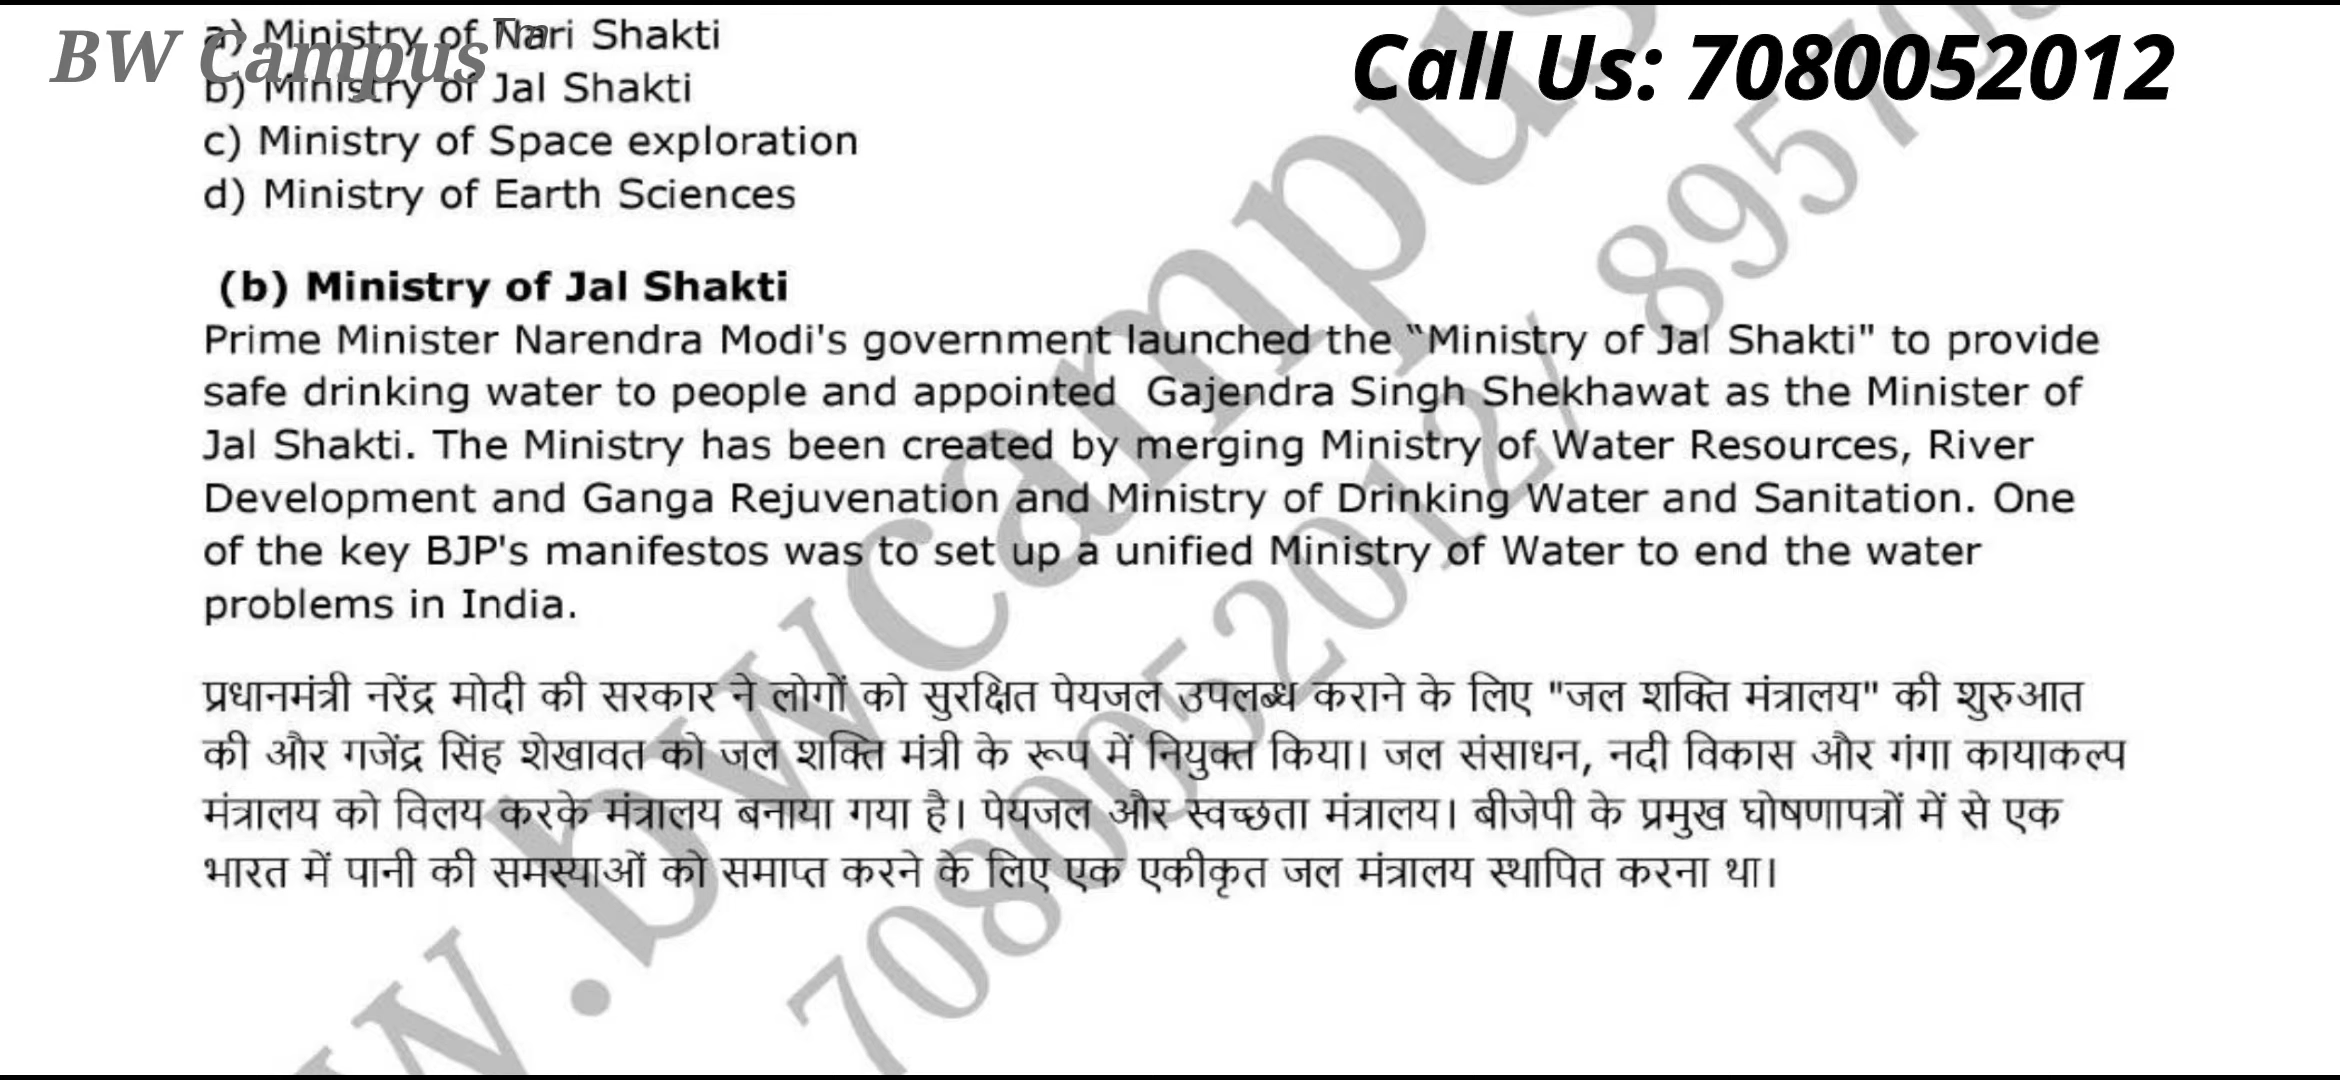 BW Campus™
Call Us: 7080052012
a) Ministry of Nari Shakti
b) Ministry of Jal Shakti
c) Ministry of Space exploration
d) Ministry of Earth Sciences
(b) Ministry of Jal Shakti
Prime Minister Narendra Modi's government launched the “Ministry of Jal Shakti" to provide
safe drinking water to people and appointed Gajendra Singh Shekhawat as the Minister of
Jal Shakti. The Ministry has been created by merging Ministry of Water Resources, River
Development and Ganga Rejuvenation and Ministry of Drinking Water and Sanitation. One
of the key BJP's manifestos was to set up a unified Ministry of Water to end the water
problems in India.
प्रधानमंत्री नरेंद्र मोदी की सरकार ने लोगों को सुरक्षित पेयजल उपलब्ध कराने के लिए "जल शक्ति मंत्रालय" की शुरुआत
की और गजेंद्र सिंह शेखावत को जल शक्ति मंत्री के रूप में नियुक्त किया। जल संसाधन, नदी विकास और गंगा कायाकल्प
मंत्रालय को विलय करके मंत्रालय बनाया गया है। पेयजल और स्वच्छता मंत्रालय। बीजेपी के प्रमुख घोषणापत्रों में से एक
भारत में पानी की समस्याओं को समाप्त करने के लिए एक एकीकृत जल मंत्रालय स्थापित करना था।
w.bwcampus
7080052012/ 89570